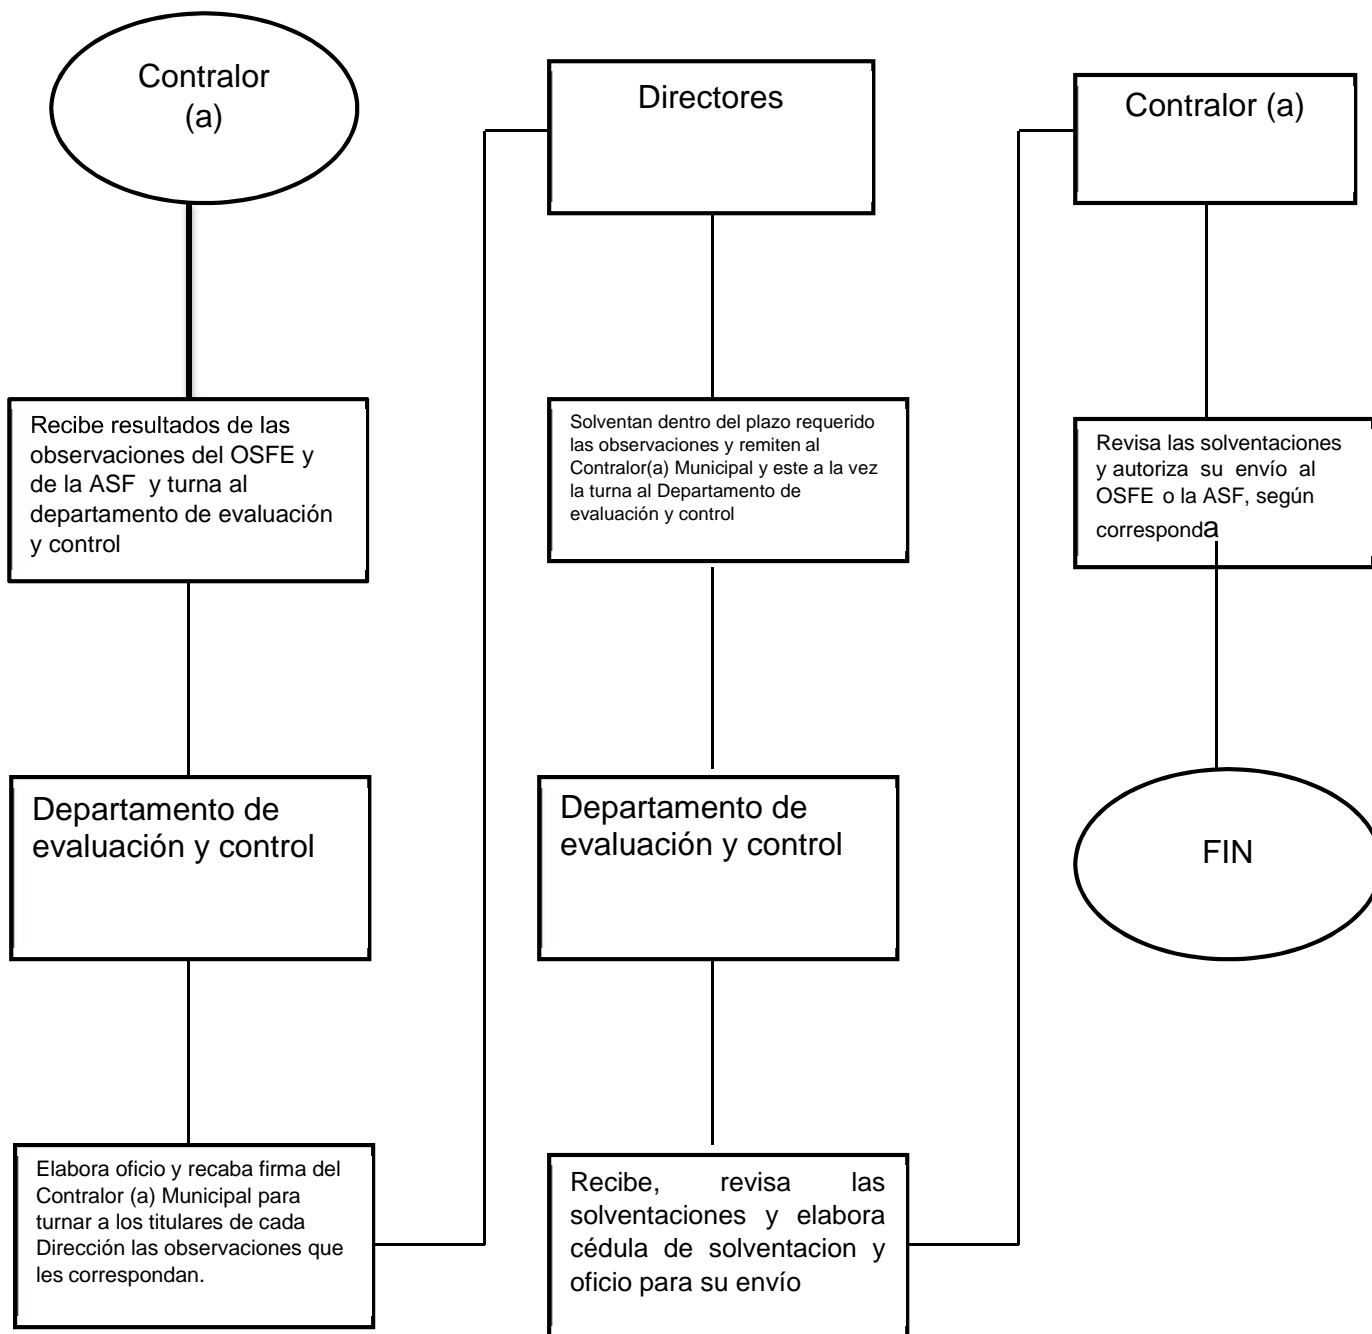 Contralor
(a)
Recibe resultados de las
observaciones del OSFE y
de la ASF y turna al
departamento de evaluación
y control
Departamento de
evaluación y control
Elabora oficio y recaba firma del
Contralor (a) Municipal para
turnar a los titulares de cada
Dirección las observaciones que
les correspondan.
Directores
Solventan dentro del plazo requerido
las observaciones y remiten al
Contralor(a) Municipal y este a la vez
la turna al Departamento de
evaluación y control
Departamento de
evaluación y control
Recibe, revisa las
solventaciones y elabora
cédula de solventacion y
oficio para su envío
Contralor (a)
Revisa las solventaciones
y autoriza su envío al
OSFE o la ASF, según
corresponda
FIN